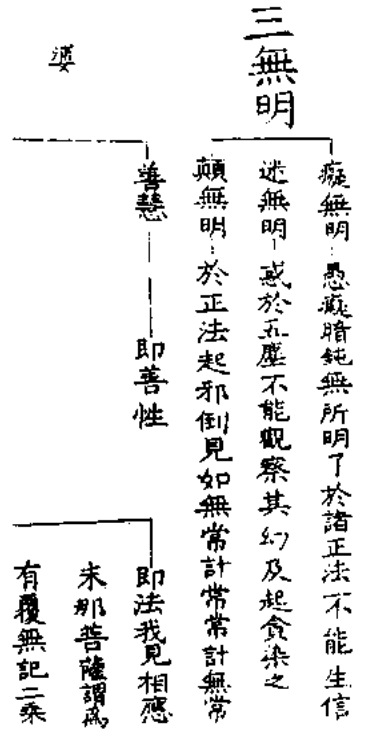 三無明
癡無明：愚癡暗鈍無所明了於諸正法不能生信
迷無明－惑於五塵不能觀察其幻及起貪染之
顛無明：於正法起邪倒見如無常計常常計無常
善慧——即善性
即法我見相應
末那菩薩謂為
有覆無記二乘
婆